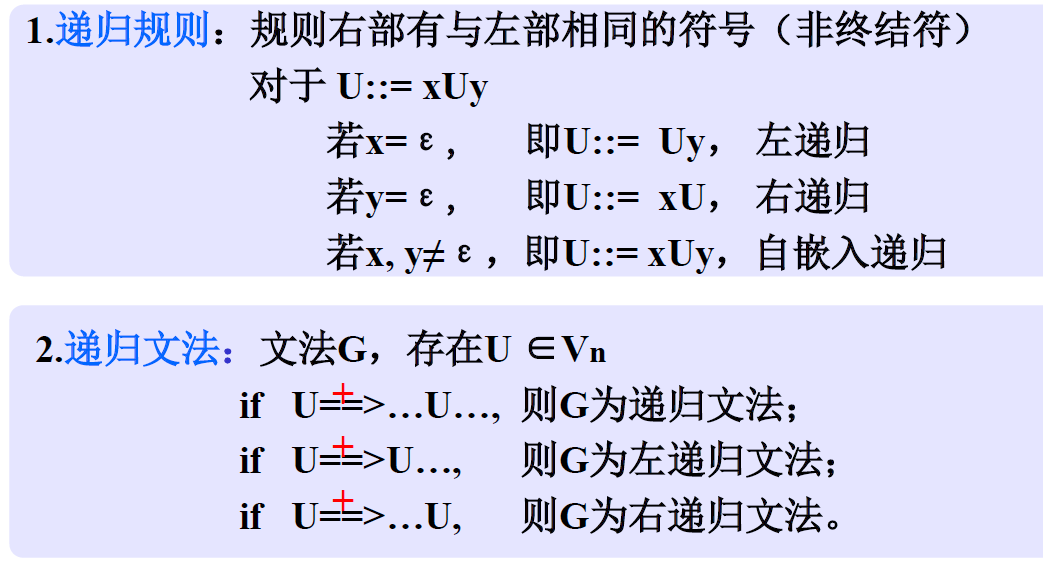 1.递归规则：规则右部有与左部相同的符号（非终结符）
对于 U::= xUy
若x= ε， 即U::= Uy， 左递归
若y= ε， 即U::= xU， 右递归
若x, y≠ ε，即U::= xUy，自嵌入递归
2.递归文法：文法G，存在U ∈Vn
if U=+=>…U…, 则G为递归文法；
if U=+=>U…, 则G为左递归文法；
if U=+=>…U, 则G为右递归文法。